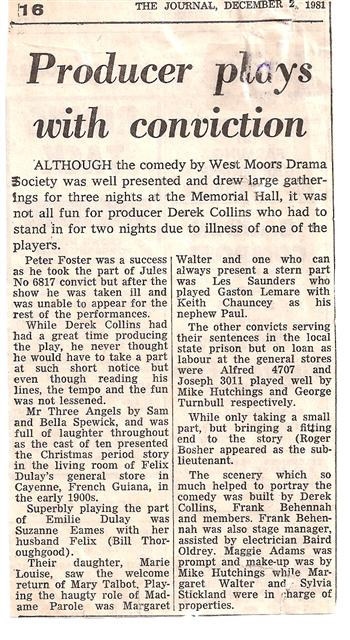 16
THE JOURNAL, DECEMBER 2, 1981
Producer plays
with conviction
ALTHOUGH the comedy by West Moors Drama
Society was well presented and drew large gather-
ings for three nights at the Memorial Hall, it was
not all fun for producer Derek Collins who had to
stand in for two nights due to illness of one of the
players.
Peter Foster was a success
as he took the part of Jules
No 6817 convict but after the
show he was taken ill and
was unable to appear for the
rest of the performances.
While Derek Collins had
had a great time producing
the play, he never though
he would have to take a part
at such short notice but
even though reading his
lines, the tempo and the fun
was not lessened.
Mr Three Angels by Sam
and Bella Spewick, and was
full of laughter throughout
as the cast of ten presented
the Christmas period story
in the living room of Felix
Dulay's general store in
Cayenne, French Guiana, in
the early 1900s.
Superbly playing the part
of Emilie Dulay was
Suzanne Eames with her
husband Felix (Bill Thor-
oughgood).
Their daughter, Marie
Louise, saw the welcome
return of Mary Talbot, Play-
ing the haugty role of Mad-
ame Parole was Margaret
Walter and one who can
always present a stern part
was Les Saunders who
played Gaston Lemare with
Keith Chauncey as his
nephew Paul.
The other convicts serving
their sentences in the local
state prison but on loan as
labour at the general stores
were Alfred 4707 and
Joseph 3011 played well by
Mike Hutchings and George
Turnbull respectively.
While only taking a small
part, but bringing a fitting
end to the story (Roger
Bosher appeared as the sub-
lieutenant.
The scenery which so
much helped to portray the
comedy was built by Derek
Collins, Frank Behennah
and members. Frank Behen-
nah was also stage manager,
assisted by electrician Baird
Oldrey. Maggie Adams was
prompt and make-up was by
Mike Hutchings while Mar-
garet Walter and Sylvia
Stickland were in charge of
properties.